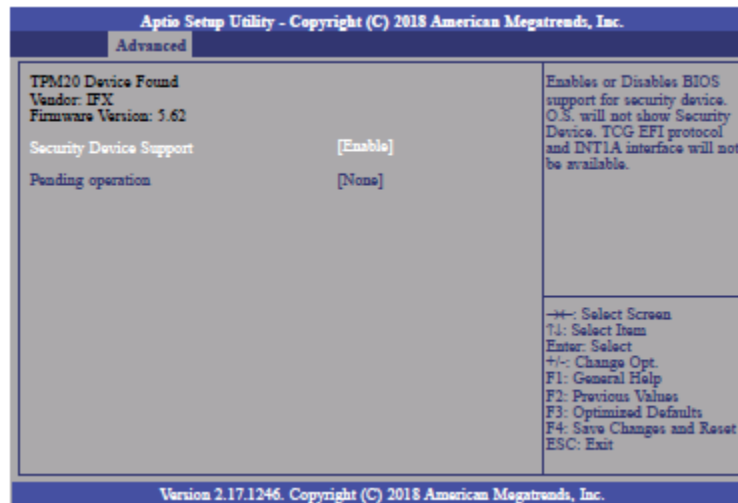 Aptio Setup Utility - Copyright (C) 2018 American Megatrends, Inc.
Advanced
TPM20 Device Found
Vendor: IFX
Firmware Version: 5.62
Security Device Support [Enable]
Pending operation [None]
Enables or Disables BIOS
support for security device.
O.S. will not show Security
Device. TCG EFI protocol
and INT1A interface will not
be available.
→←: Select Screen
↑↓: Select Item
Enter: Select
+/-: Change Opt.
F1: General Help
F2: Previous Values
F3: Optimized Defaults
F4: Save Changes and Reset
ESC: Exit
Version 2.17.1246. Copyright (C) 2018 American Megatrends, Inc.